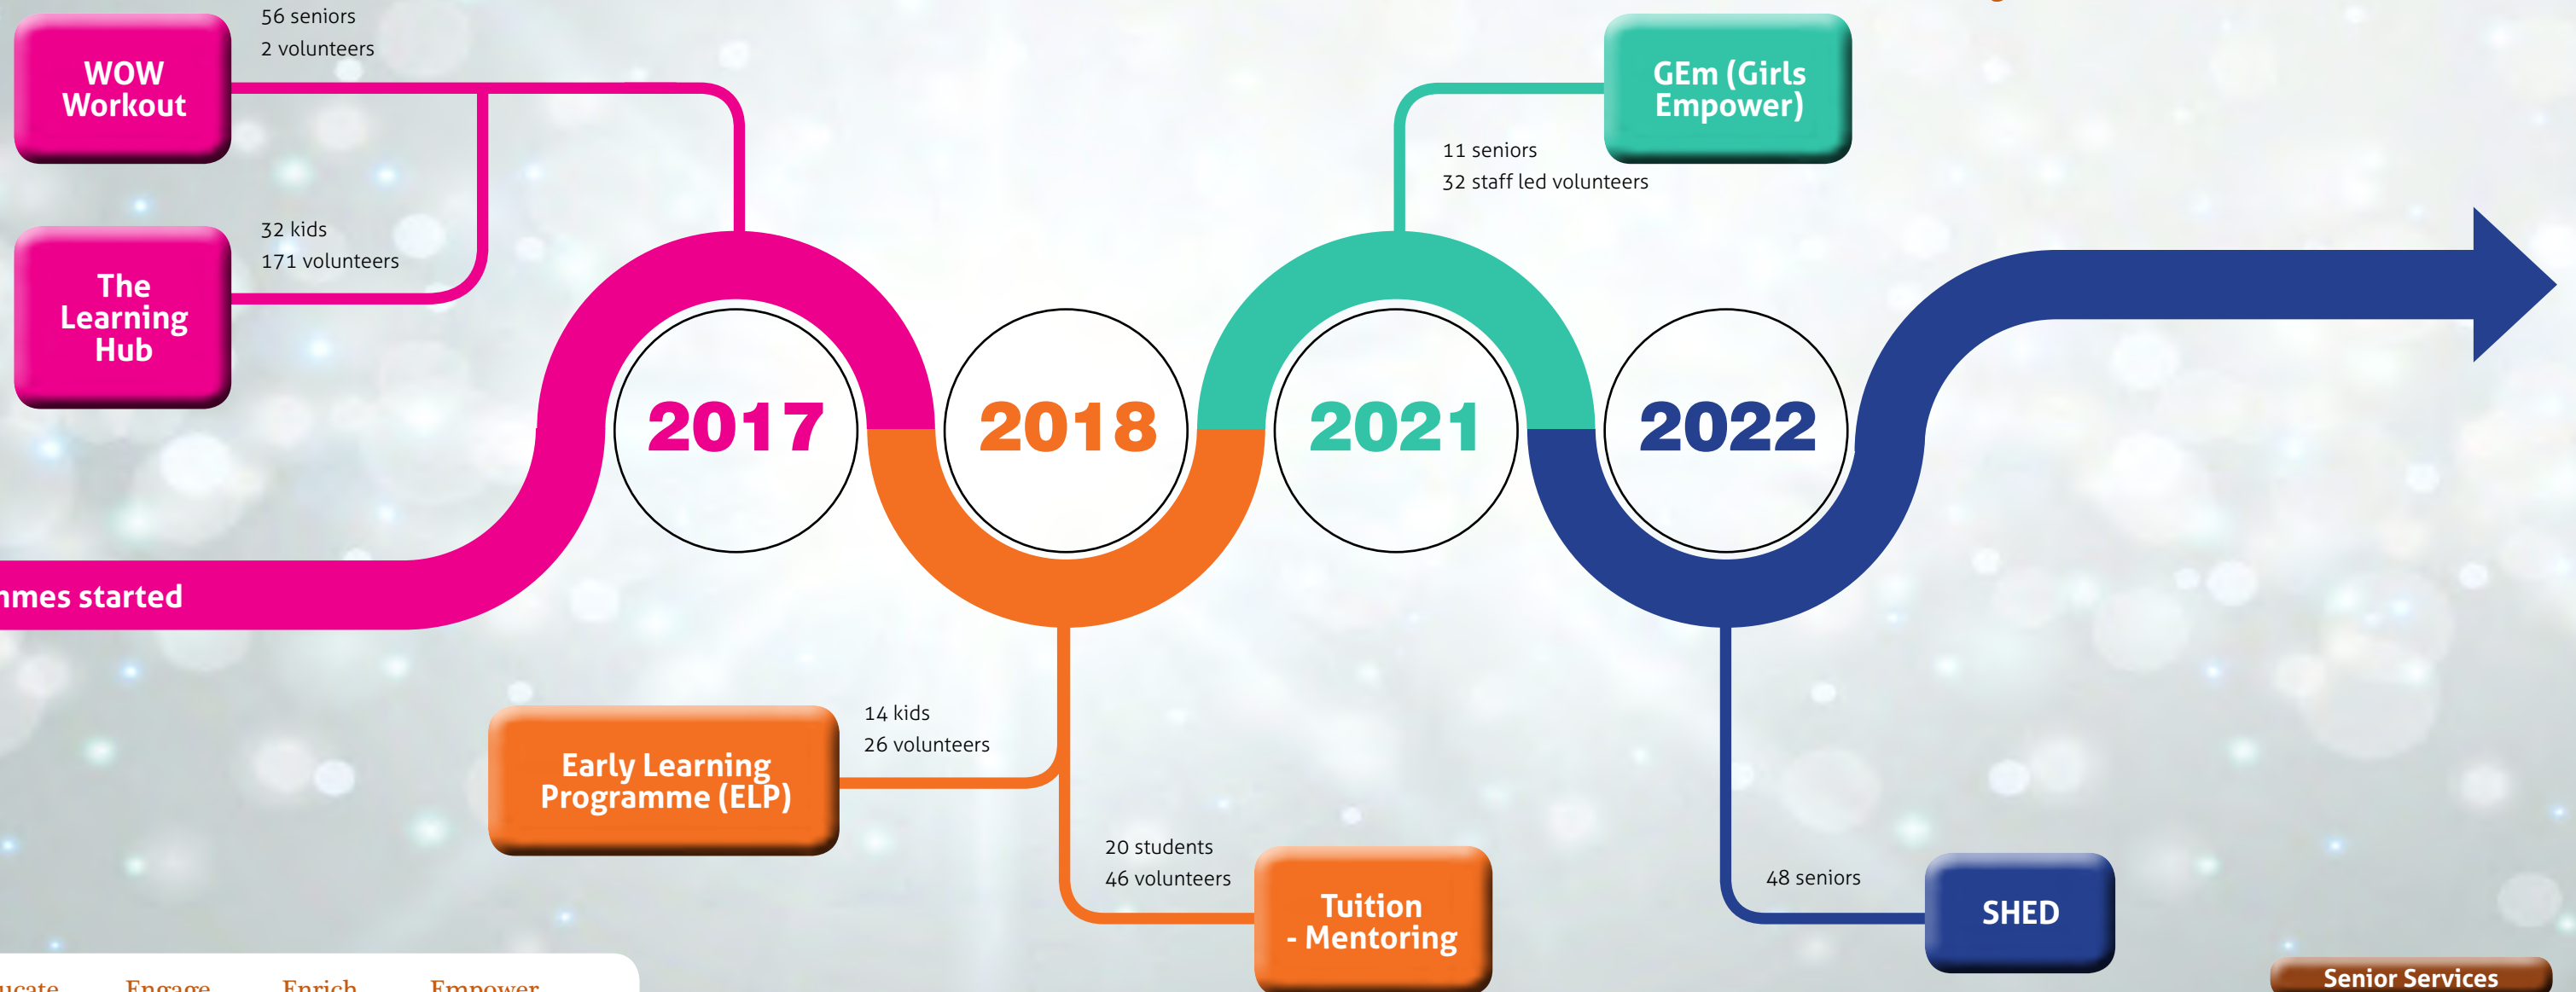 56 seniors
2 volunteers
WOW
Workout
32 kids
171 volunteers
The
Learning
Hub
GEm (Girls
Empower)
11 seniors
32 staff led volunteers
2017
2018
2021
2022
mmes started
14 kids
26 volunteers
Early Learning
Programme (ELP)
20 students
46 volunteers
Tuition
- Mentoring
48 seniors
SHED
ucate Engage Enrich Empower
Senior Services